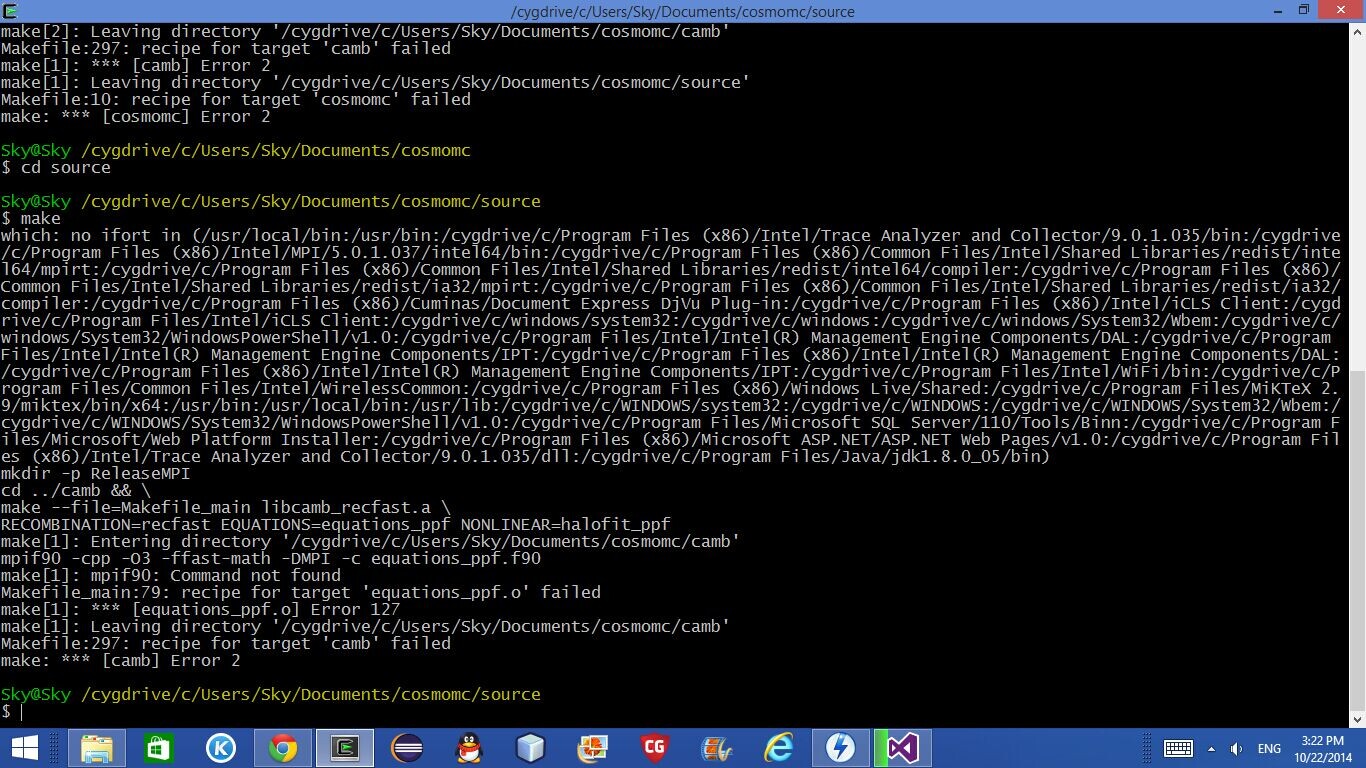 /cygdrive/c/Users/Sky/Documents/cosmomc/source
make[2]: Leaving directory '/cygdrive/c/Users/Sky/Documents/cosmomc/camb'
Makefile:297: recipe for target 'camb' failed
make[1]: *** [camb] Error 2
make[1]: Leaving directory '/cygdrive/c/Users/Sky/Documents/cosmomc/source'
Makefile:10: recipe for target 'cosmomc' failed
make: *** [cosmomc] Error 2
Sky@Sky /cygdrive/c/Users/Sky/Documents/cosmomc
$ cd source
Sky@Sky /cygdrive/c/Users/Sky/Documents/cosmomc/source
$ make
which: no ifort in (/usr/local/bin:/usr/bin:/cygdrive/c/Program Files (x86)/Intel/Trace Analyzer and Collector/9.0.1.035/bin:/cygdrive
/c/Program Files (x86)/Intel/MPI/5.0.1.037/intel64/bin:/cygdrive/c/Program Files (x86)/Common Files/Intel/Shared Libraries/redist/inte
l64/mpirt:/cygdrive/c/Program Files (x86)/Common Files/Intel/Shared Libraries/redist/intel64/compiler:/cygdrive/c/Program Files (x86)/
Common Files/Intel/Shared Libraries/redist/ia32/mpirt:/cygdrive/c/Program Files (x86)/Common Files/Intel/Shared Libraries/redist/ia32/
compiler:/cygdrive/c/Program Files (x86)/Cuminas/Document Express DjVu Plug-in:/cygdrive/c/Program Files (x86)/Intel/iCLS Client:/cygd
rive/c/Program Files/Intel/iCLS Client:/cygdrive/c/windows/system32:/cygdrive/c/windows:/cygdrive/c/windows/System32/Wbem:/cygdrive/c/
windows/System32/WindowsPowerShell/v1.0:/cygdrive/c/Program Files/Intel/Intel(R) Management Engine Components/DAL:/cygdrive/c/Program
Files/Intel/Intel(R) Management Engine Components/IPT:/cygdrive/c/Program Files (x86)/Intel/Intel(R) Management Engine Components/DAL:
/cygdrive/c/Program Files (x86)/Intel/Intel(R) Management Engine Components/IPT:/cygdrive/c/Program Files/Intel/WiFi/bin:/cygdrive/c/P
rogram Files/Common Files/Intel/WirelessCommon:/cygdrive/c/Program Files (x86)/Windows Live/Shared:/cygdrive/c/Program Files/MiKTeX 2.
9/miktex/bin/x64:/usr/bin:/usr/local/bin:/usr/lib:/cygdrive/c/WINDOWS/system32:/cygdrive/c/WINDOWS:/cygdrive/c/WINDOWS/System32/Wbem:/
cygdrive/c/WINDOWS/System32/WindowsPowerShell/v1.0:/cygdrive/c/Program Files/Microsoft SQL Server/110/Tools/Binn:/cygdrive/c/Program F
iles/Microsoft/Web Platform Installer:/cygdrive/c/Program Files (x86)/Microsoft ASP.NET/ASP.NET Web Pages/v1.0:/cygdrive/c/Program Fil
es (x86)/Intel/Trace Analyzer and Collector/9.0.1.035/dll:/cygdrive/c/Program Files/Java/jdk1.8.0_05/bin)
mkdir -p ReleaseMPI
cd ../camb && \
make --file=Makefile_main libcamb_recfast.a \
RECOMBINATION=recfast EQUATIONS=equations_ppf NONLINEAR=halofit_ppf
make[1]: Entering directory '/cygdrive/c/Users/Sky/Documents/cosmomc/camb'
mpif90 -cpp -O3 -ffast-math -DMPI -c equations_ppf.f90
make[1]: mpif90: Command not found
Makefile_main:79: recipe for target 'equations_ppf.o' failed
make[1]: *** [equations_ppf.o] Error 127
make[1]: Leaving directory '/cygdrive/c/Users/Sky/Documents/cosmomc/camb'
Makefile:297: recipe for target 'camb' failed
make: *** [camb] Error 2
Sky@Sky /cygdrive/c/Users/Sky/Documents/cosmomc/source
$
K
CG
ENG
3:22 PM
10/22/2014